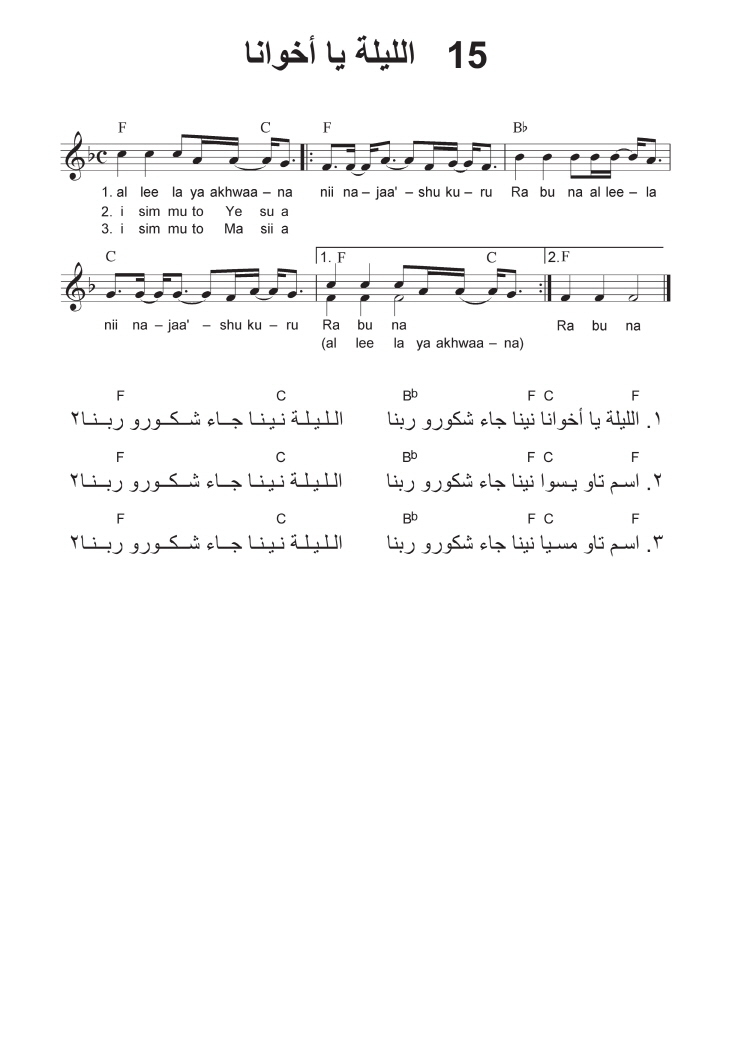 15 الليلة يا أخوانا
F C F Bb
1. al lee la ya akhwaa – na nii na – jaa' – shu ku – ru Ra bu na al lee – la
2. i sim mu to Ye su a
3. i sim mu to Ma sii a
C 1. F C 2. F
nii na – jaa' – shu ku – ru Ra bu na Ra bu na
(al lee la ya akhwaa – na)
F C Bb F C F
١. الليلة يا أخوانا نينا جاء شكورو ربنا الليلة نينا جاء شكورو ربنا٢
F C Bb F C F
٢. اسم تاو يسوا نينا جاء شكورو ربنا الليلة نينا جاء شكورو ربنا٢
F C Bb F C F
٣. اسم تاو مسيا نينا جاء شكورو ربنا الليلة نينا جاء شكورو ربنا٢